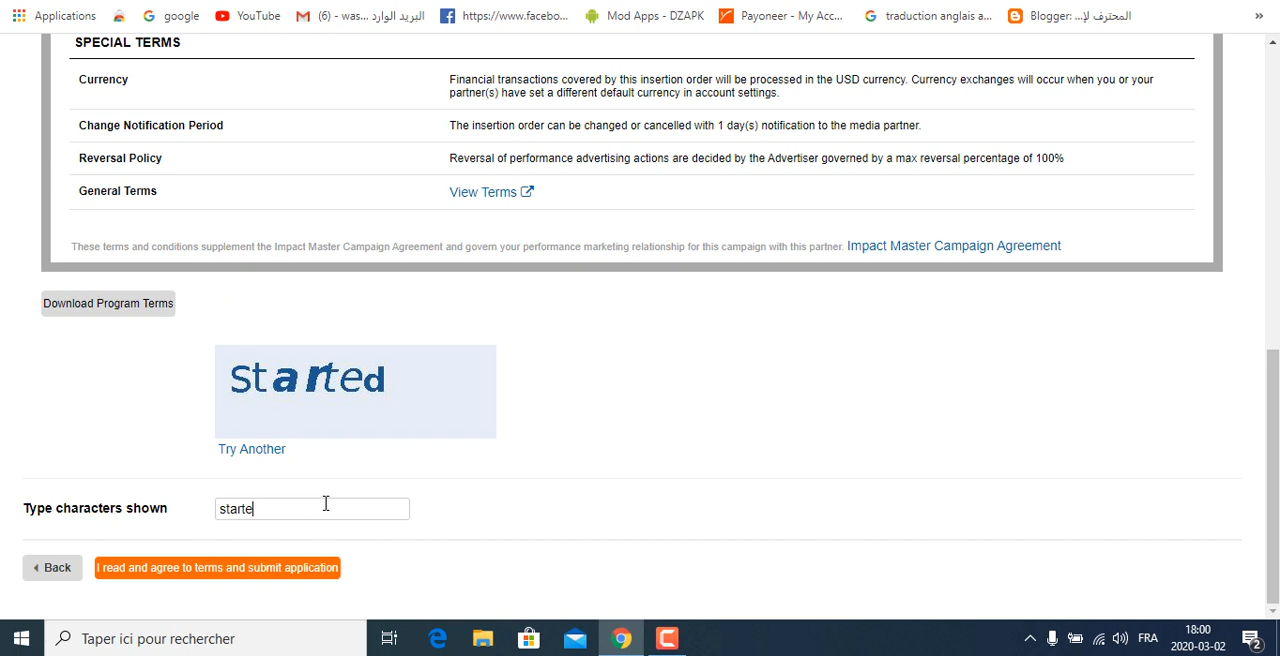 Applications google YouTube البريد الوارد (6) - was... https://www.facebo... Mod Apps - DZAPK Payoneer - My Acc... traduction anglais a... Blogger: ...المحترف لإ »
SPECIAL TERMS
Currency Financial transactions covered by this insertion order will be processed in the USD currency. Currency exchanges will occur when you or your
partner(s) have set a different default currency in account settings.
Change Notification Period The insertion order can be changed or cancelled with 1 day(s) notification to the media partner.
Reversal Policy Reversal of performance advertising actions are decided by the Advertiser governed by a max reversal percentage of 100%
General Terms View Terms
These terms and conditions supplement the Impact Master Campaign Agreement and govern your performance marketing relationship for this campaign with this partner. Impact Master Campaign Agreement
Download Program Terms
Started
Try Another
Type characters shown starte
Back I read and agree to terms and submit application
Taper ici pour rechercher FRA 18:00
2020-03-02 2